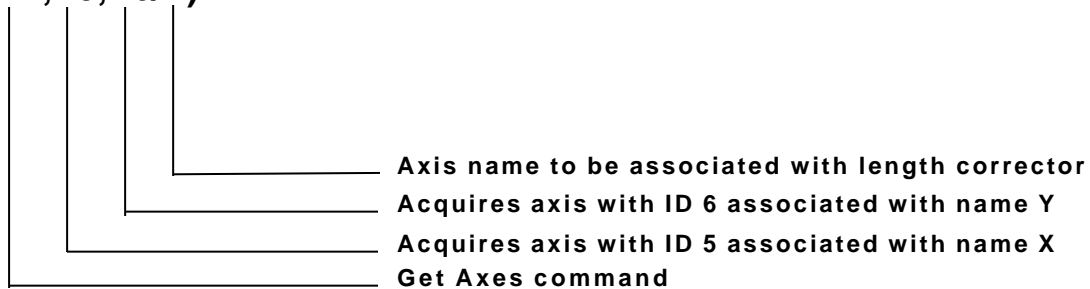 Axis name to be associated with length corrector
Acquires axis with ID 6 associated with name Y
Acquires axis with ID 5 associated with name X
Get Axes command